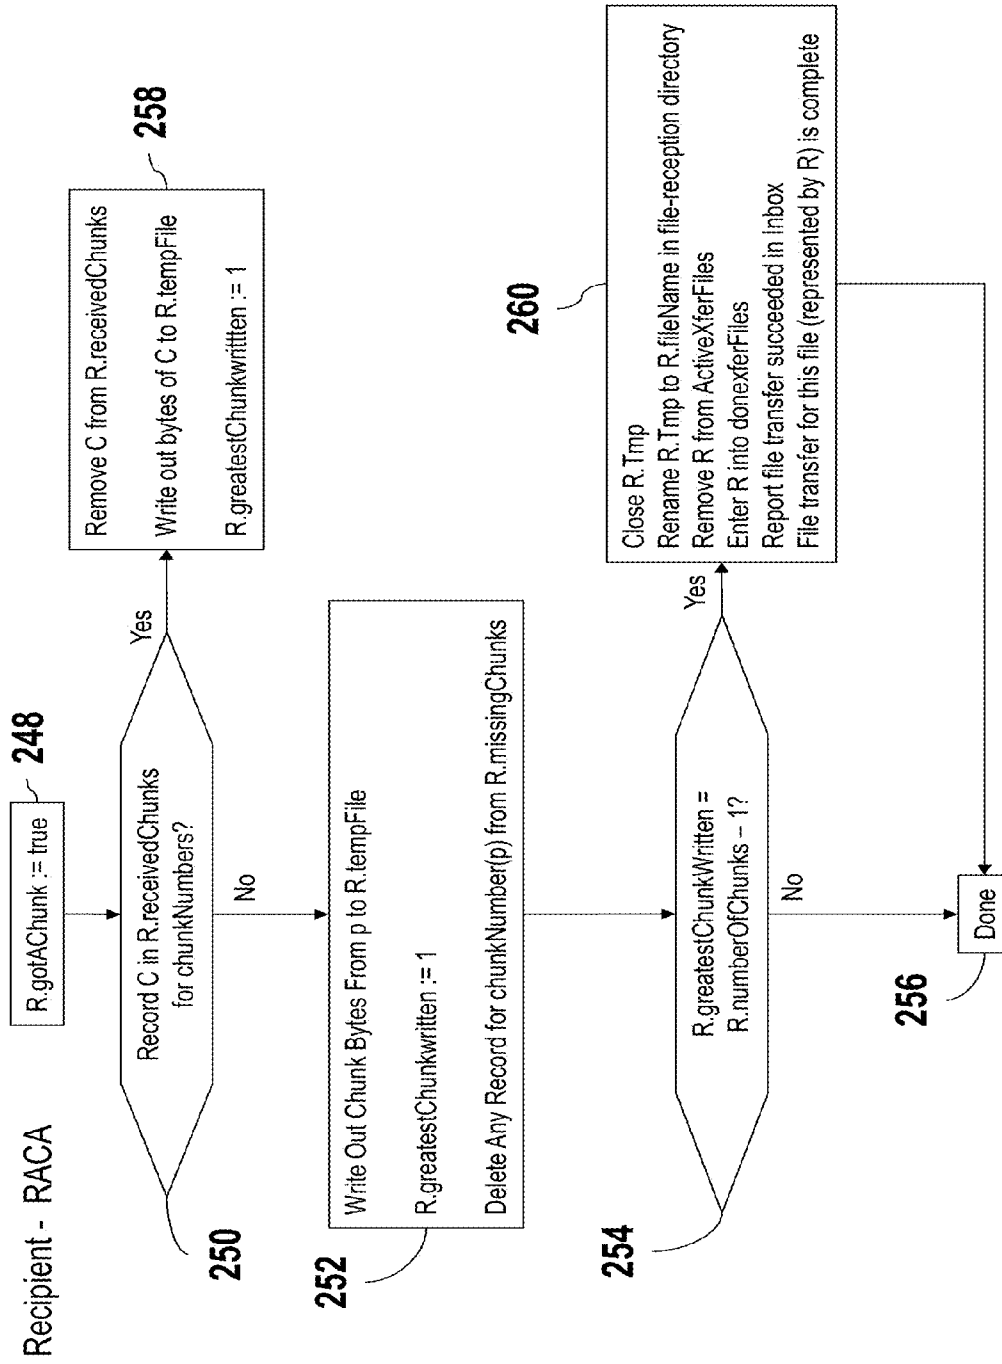 Recipient - RACA
R.gotAChunk := true
248
Record C in R.receivedChunks
for chunkNumbers?
250
Yes
Remove C from R.receivedChunks
Write out bytes of C to R.tempFile
R.greatestChunkwrittten := 1
258
No
Write Out Chunk Bytes From p to R.tempFile
R.greatestChunkwritten := 1
Delete Any Record for chunkNumber(p) from R.missingChunks
252
R.greatestChunkWritten =
R.numberOfChunks – 1?
254
Yes
Close R.Tmp
Rename R.Tmp to R.fileName in file-reception directory
Remove R from ActiveXferFiles
Enter R into donexferFiles
Report file transfer succeeded in Inbox
File transfer for this file (represented by R) is complete
260
No
Done
256